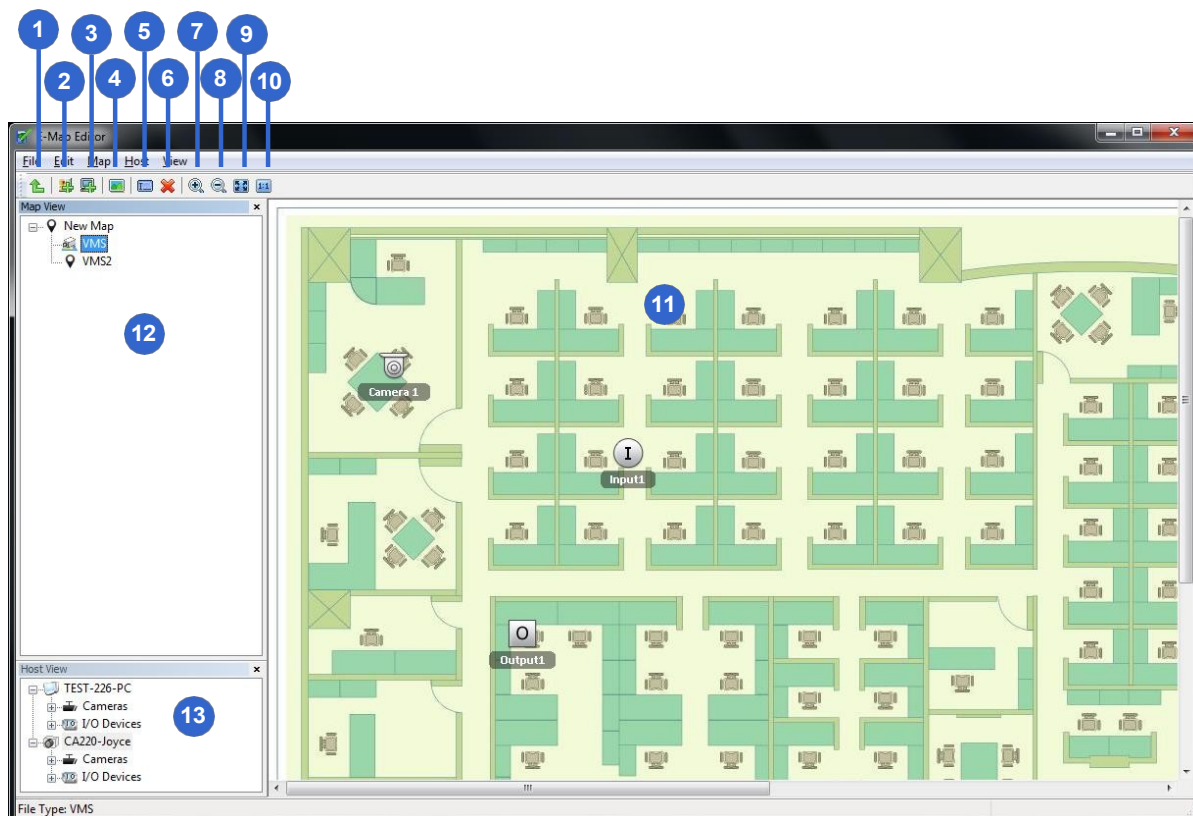 1 3 5 7 9
2 4 6 8 10
E-Map Editor
File Edit Map Host View
1:1
Map View
New Map
VMS
VMS2
12
11
Camera 1
I
Input1
O
Output1
Host View
TEST-226-PC
Cameras
I/O Devices
CA220-Joyce
Cameras
I/O Devices
13
File Type: VMS